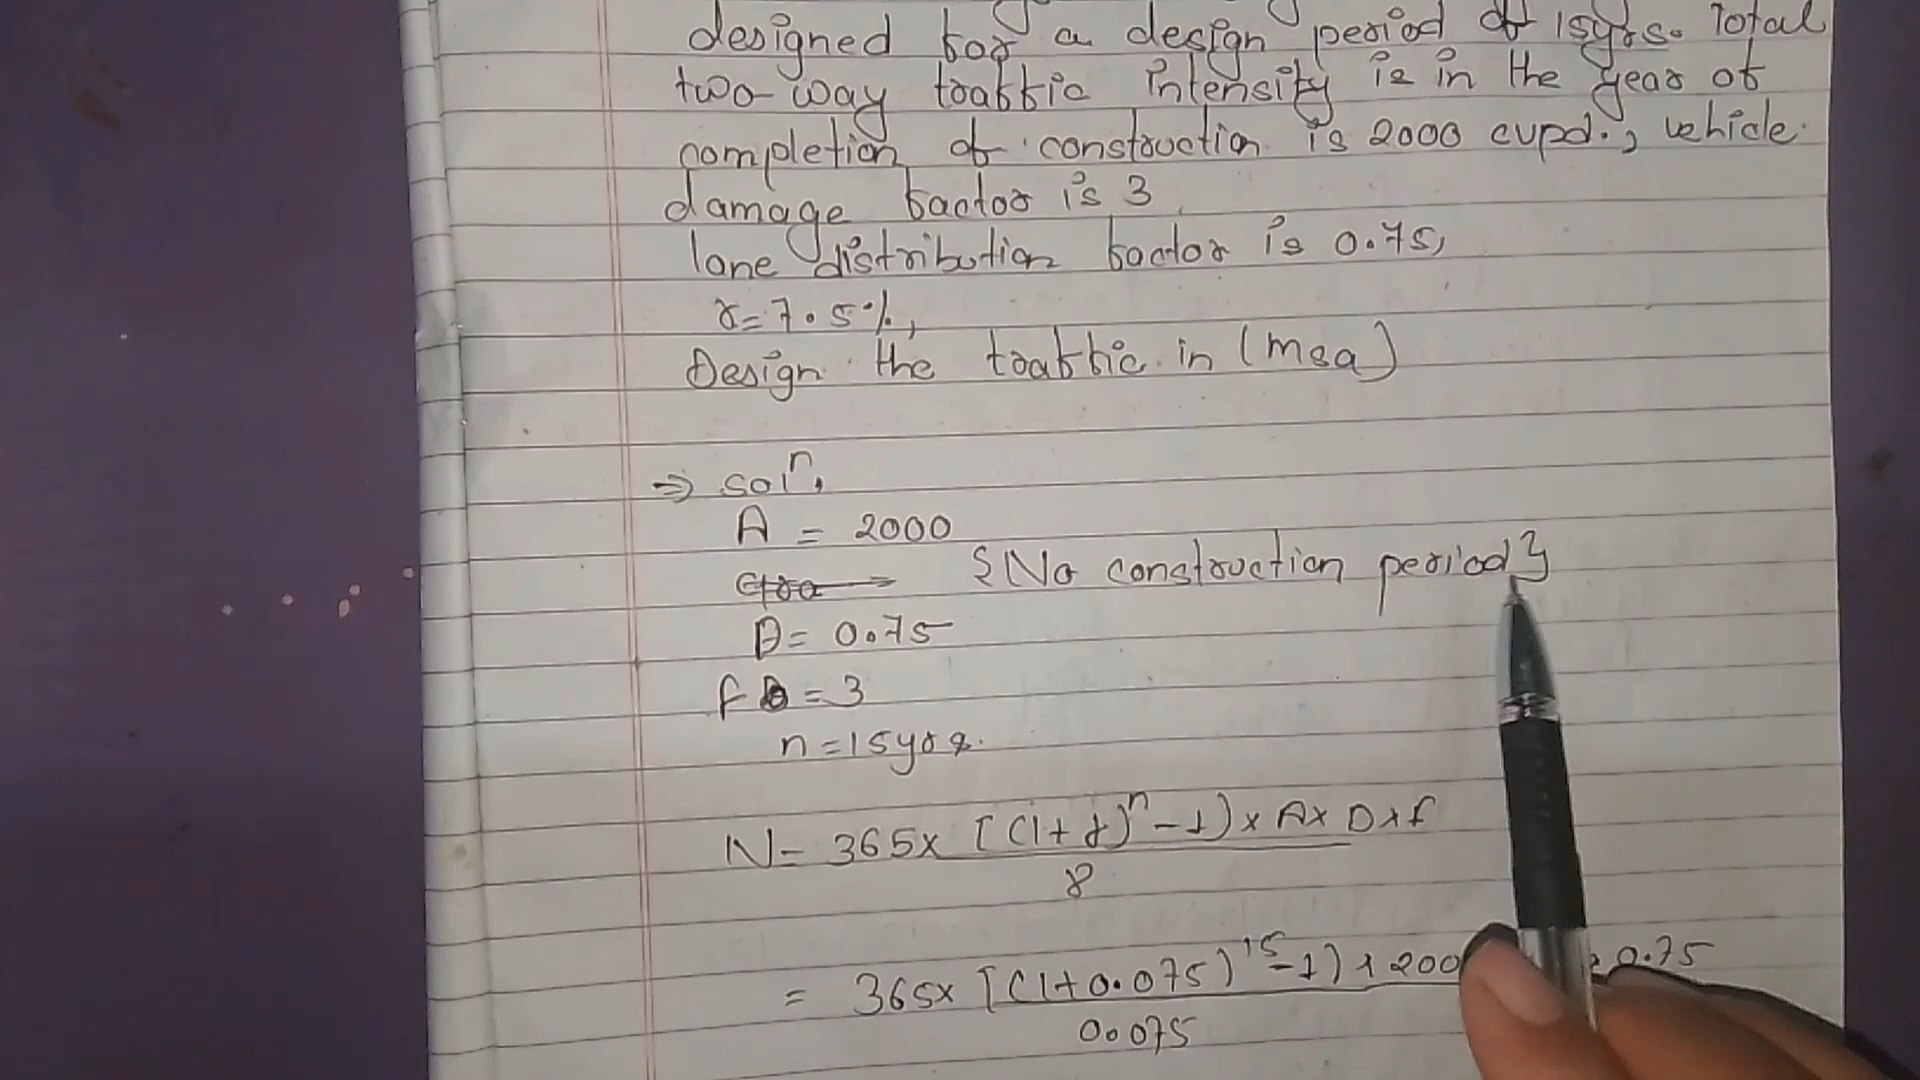 designed for a design period of 15yrs. Total
two-way traffic intensity is in the year of
completion of construction is 2000 cvpd., vehicle
damage factor is 3
lane distribution factor is 0.75,
r=7.5%,
Design the traffic in (msa)
⇒ solⁿ,
A = 2000
{No construction period}
D = 0.75
F = 3
n = 15yrs.
N = 365 x [(1+r)ⁿ-1) x A x D x f
r
= 365 x [(1+0.075)¹⁵-1) x 200 0.75
0.075